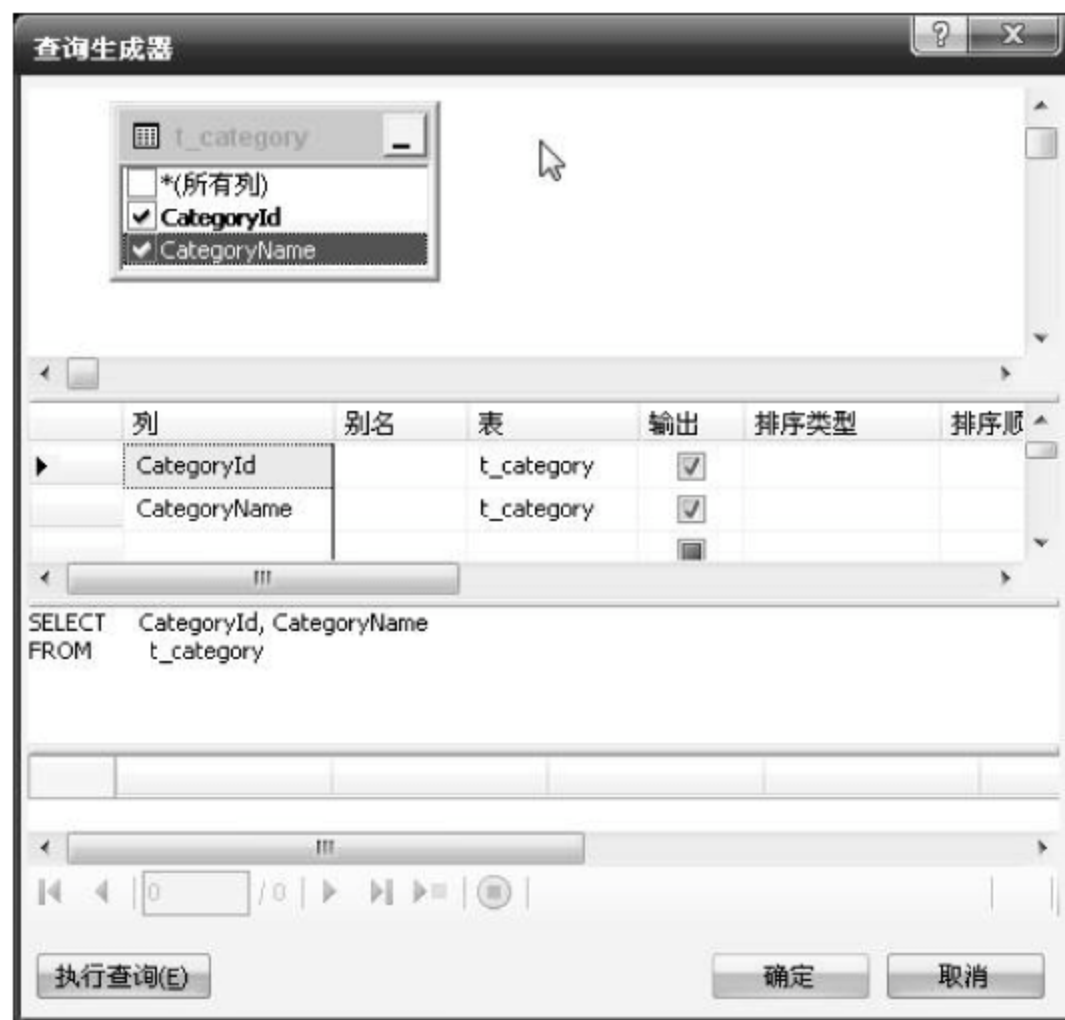 查询生成器
t_category
*(所有列)
CategoryId
CategoryName
列 别名 表 输出 排序类型 排序顺
CategoryId t_category
CategoryName t_category
SELECT CategoryId, CategoryName
FROM t_category
0 / 0
执行查询(E) 确定 取消